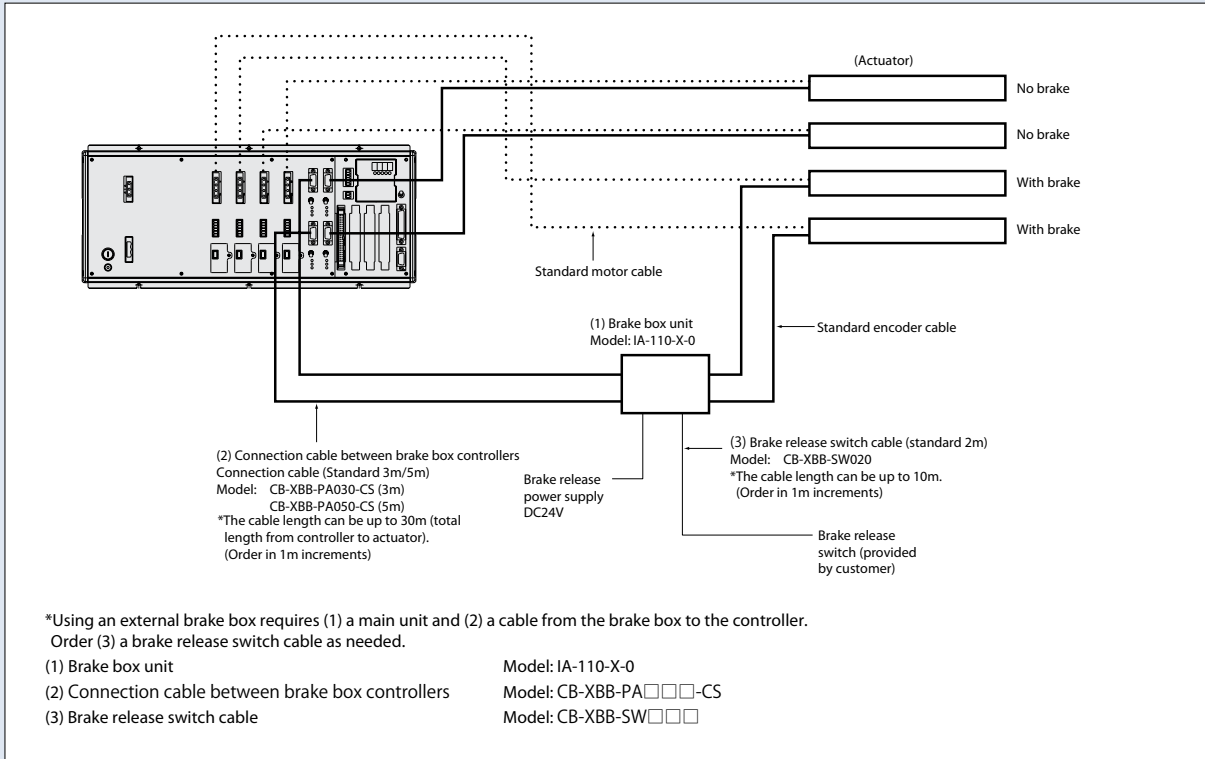 (Actuator)
No brake
No brake
With brake
With brake
Standard motor cable
(1) Brake box unit
Model: IA-110-X-0
Standard encoder cable
(2) Connection cable between brake box controllers
Connection cable (Standard 3m/5m)
Model: CB-XBB-PA030-CS (3m)
CB-XBB-PA050-CS (5m)
*The cable length can be up to 30m (total
length from controller to actuator).
(Order in 1m increments)
Brake release
power supply
DC24V
(3) Brake release switch cable (standard 2m)
Model: CB-XBB-SW020
*The cable length can be up to 10m.
(Order in 1m increments)
Brake release
switch (provided
by customer)
*Using an external brake box requires (1) a main unit and (2) a cable from the brake box to the controller.
Order (3) a brake release switch cable as needed.
(1) Brake box unit Model: IA-110-X-0
(2) Connection cable between brake box controllers Model: CB-XBB-PA□□□-CS
(3) Brake release switch cable Model: CB-XBB-SW□□□